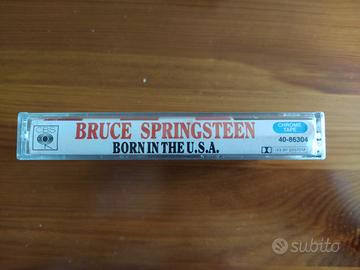 CBS
BRUCE SPRINGSTEEN
BORN IN THE U.S.A.
CHROME
TAPE
40-86304
subito